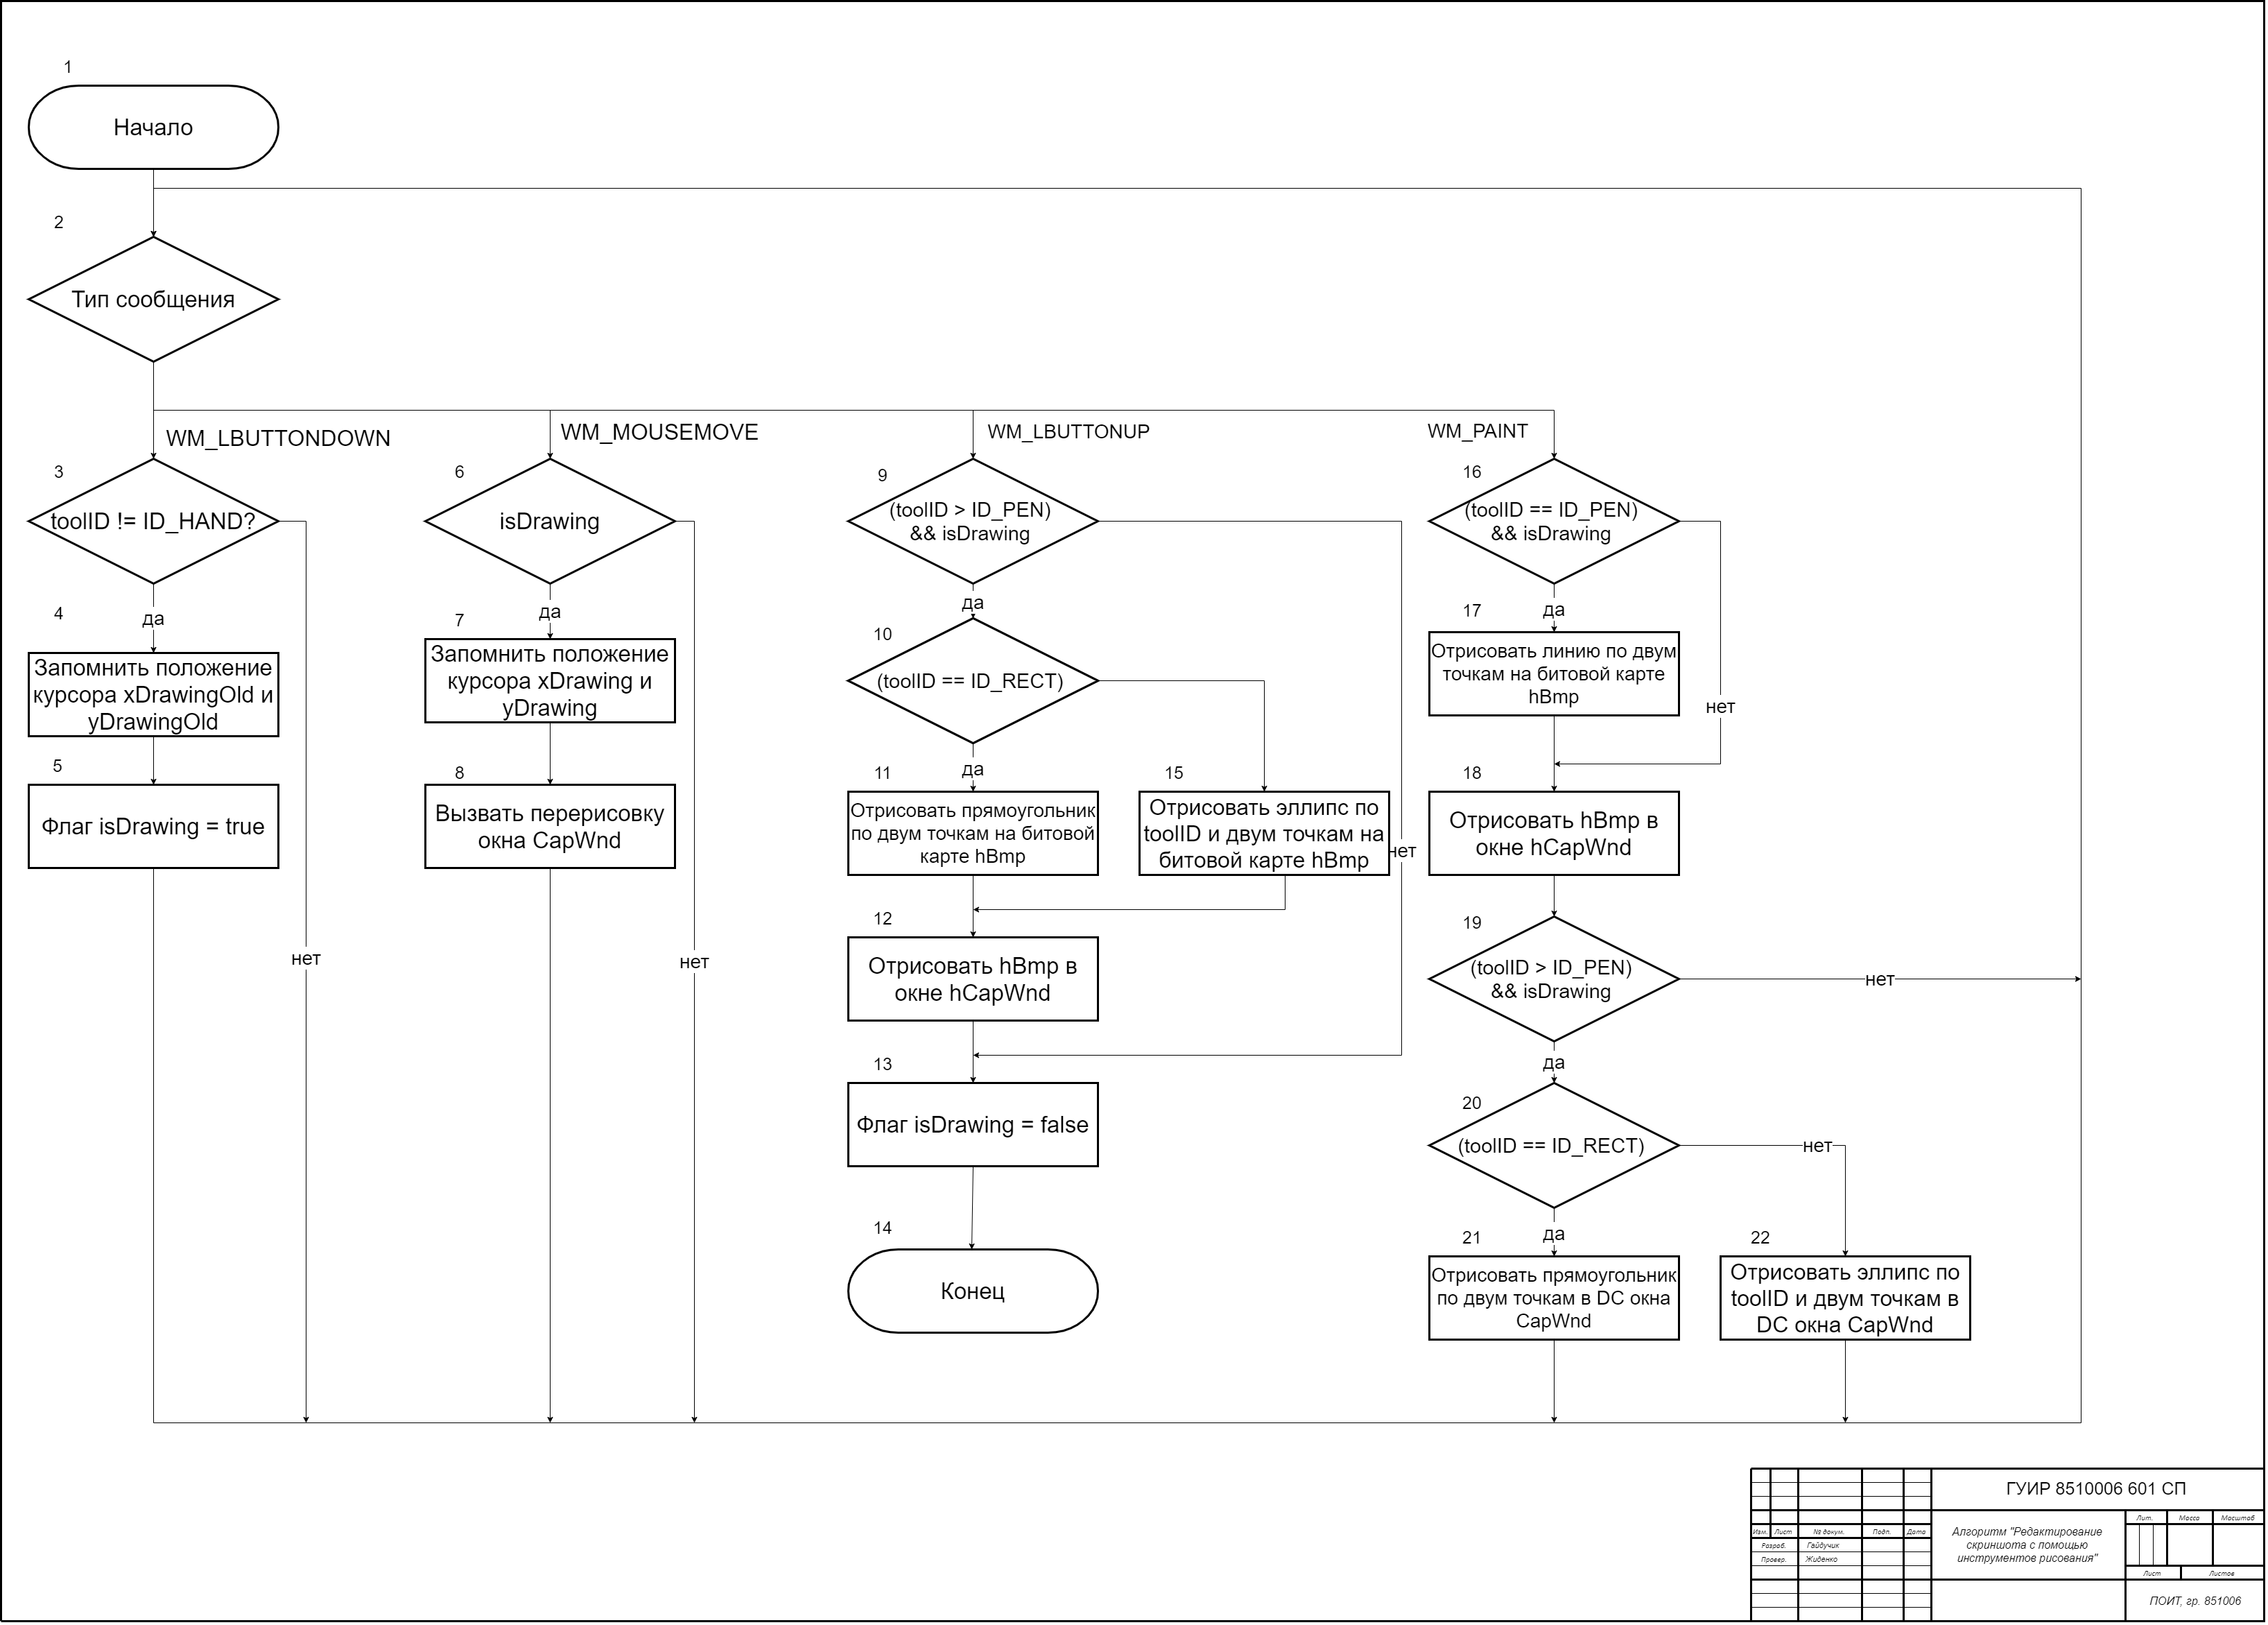 1
Начало
2
Тип сообщения
WM_LBUTTONDOWN
3
toolID != ID_HAND?
да
нет
4
Запомнить положение
курсора xDrawingOld и
yDrawingOld
5
Флаг isDrawing = true
WM_MOUSEMOVE
6
isDrawing
да
нет
7
Запомнить положение
курсора xDrawing и
yDrawing
8
Вызвать перерисовку
окна CapWnd
WM_LBUTTONUP
9
(toolID > ID_PEN)
&& isDrawing
да
нет
10
(toolID == ID_RECT)
да
11
Отрисовать прямоугольник
по двум точкам на битовой
карте hBmp
15
Отрисовать эллипс по
toolID и двум точкам на
битовой карте hBmp
12
Отрисовать hBmp в
окне hCapWnd
13
Флаг isDrawing = false
14
Конец
WM_PAINT
16
(toolID == ID_PEN)
&& isDrawing
да
нет
17
Отрисовать линию по двум
точкам на битовой карте
hBmp
18
Отрисовать hBmp в
окне hCapWnd
19
(toolID > ID_PEN)
&& isDrawing
нет
да
20
(toolID == ID_RECT)
нет
да
21
Отрисовать прямоугольник
по двум точкам в DC окна
CapWnd
22
Отрисовать эллипс по
toolID и двум точкам в
DC окна CapWnd
ГУИР 8510006 601 СП
Изм. Лист № докум. Подп. Дата
Разраб. Гайдучик
Провер. Жиденко
Алгоритм "Редактирование
скриншота с помощью
инструментов рисования"
Лит. Масса Масштаб
Лист Листов
ПОИТ, гр. 851006